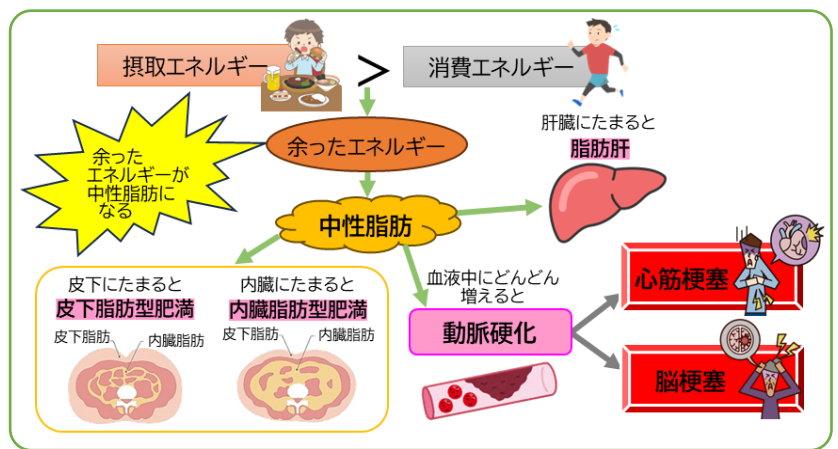 摂取エネルギー
>
消費エネルギー
余った
エネルギーが
中性脂肪に
なる
余ったエネルギー
肝臓にたまると
脂肪肝
中性脂肪
皮下にたまると
皮下脂肪型肥満
皮下脂肪
内臓脂肪
内臓にたまると
内臓脂肪型肥満
皮下脂肪
内臓脂肪
血液中にどんどん
増えると
動脈硬化
心筋梗塞
脳梗塞